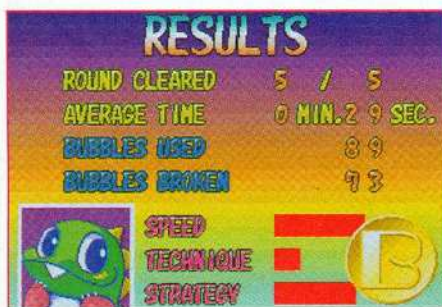 RESULTS
ROUND CLEARED 5 / 5
AVERAGE TIME 0 MIN. 29 SEC.
BUBBLES USED 89
BUBBLES BROKEN 73
SPEED
TECHNIQUE
STRATEGY
B